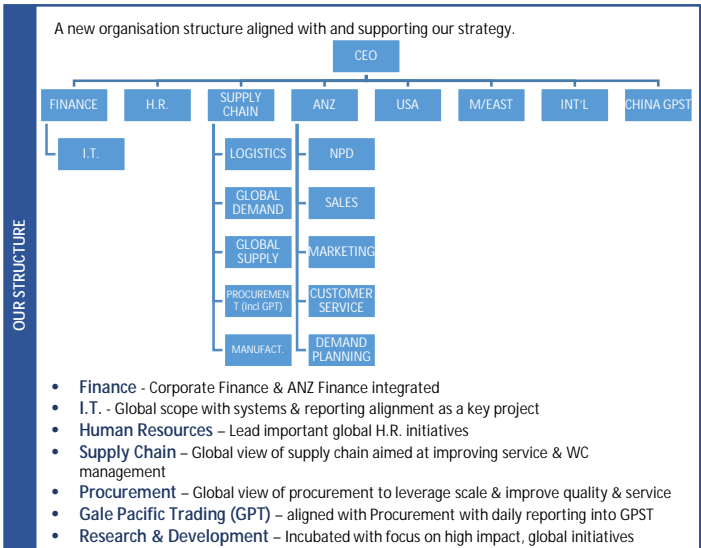 A new organisation structure aligned with and supporting our strategy.
CEO
FINANCE
H.R.
SUPPLY
CHAIN
ANZ
USA
M/EAST
INT'L
CHINA GPST
I.T.
LOGISTICS
NPD
GLOBAL
DEMAND
SALES
GLOBAL
SUPPLY
MARKETING
PROCUREMEN
T (incl GPT)
CUSTOMER
SERVICE
MANUFACT.
DEMAND
PLANNING
OUR STRUCTURE
• Finance - Corporate Finance & ANZ Finance integrated
• I.T. - Global scope with systems & reporting alignment as a key project
• Human Resources – Lead important global H.R. initiatives
• Supply Chain – Global view of supply chain aimed at improving service & WC
management
• Procurement – Global view of procurement to leverage scale & improve quality & service
• Gale Pacific Trading (GPT) – aligned with Procurement with daily reporting into GPST
• Research & Development – Incubated with focus on high impact, global initiatives